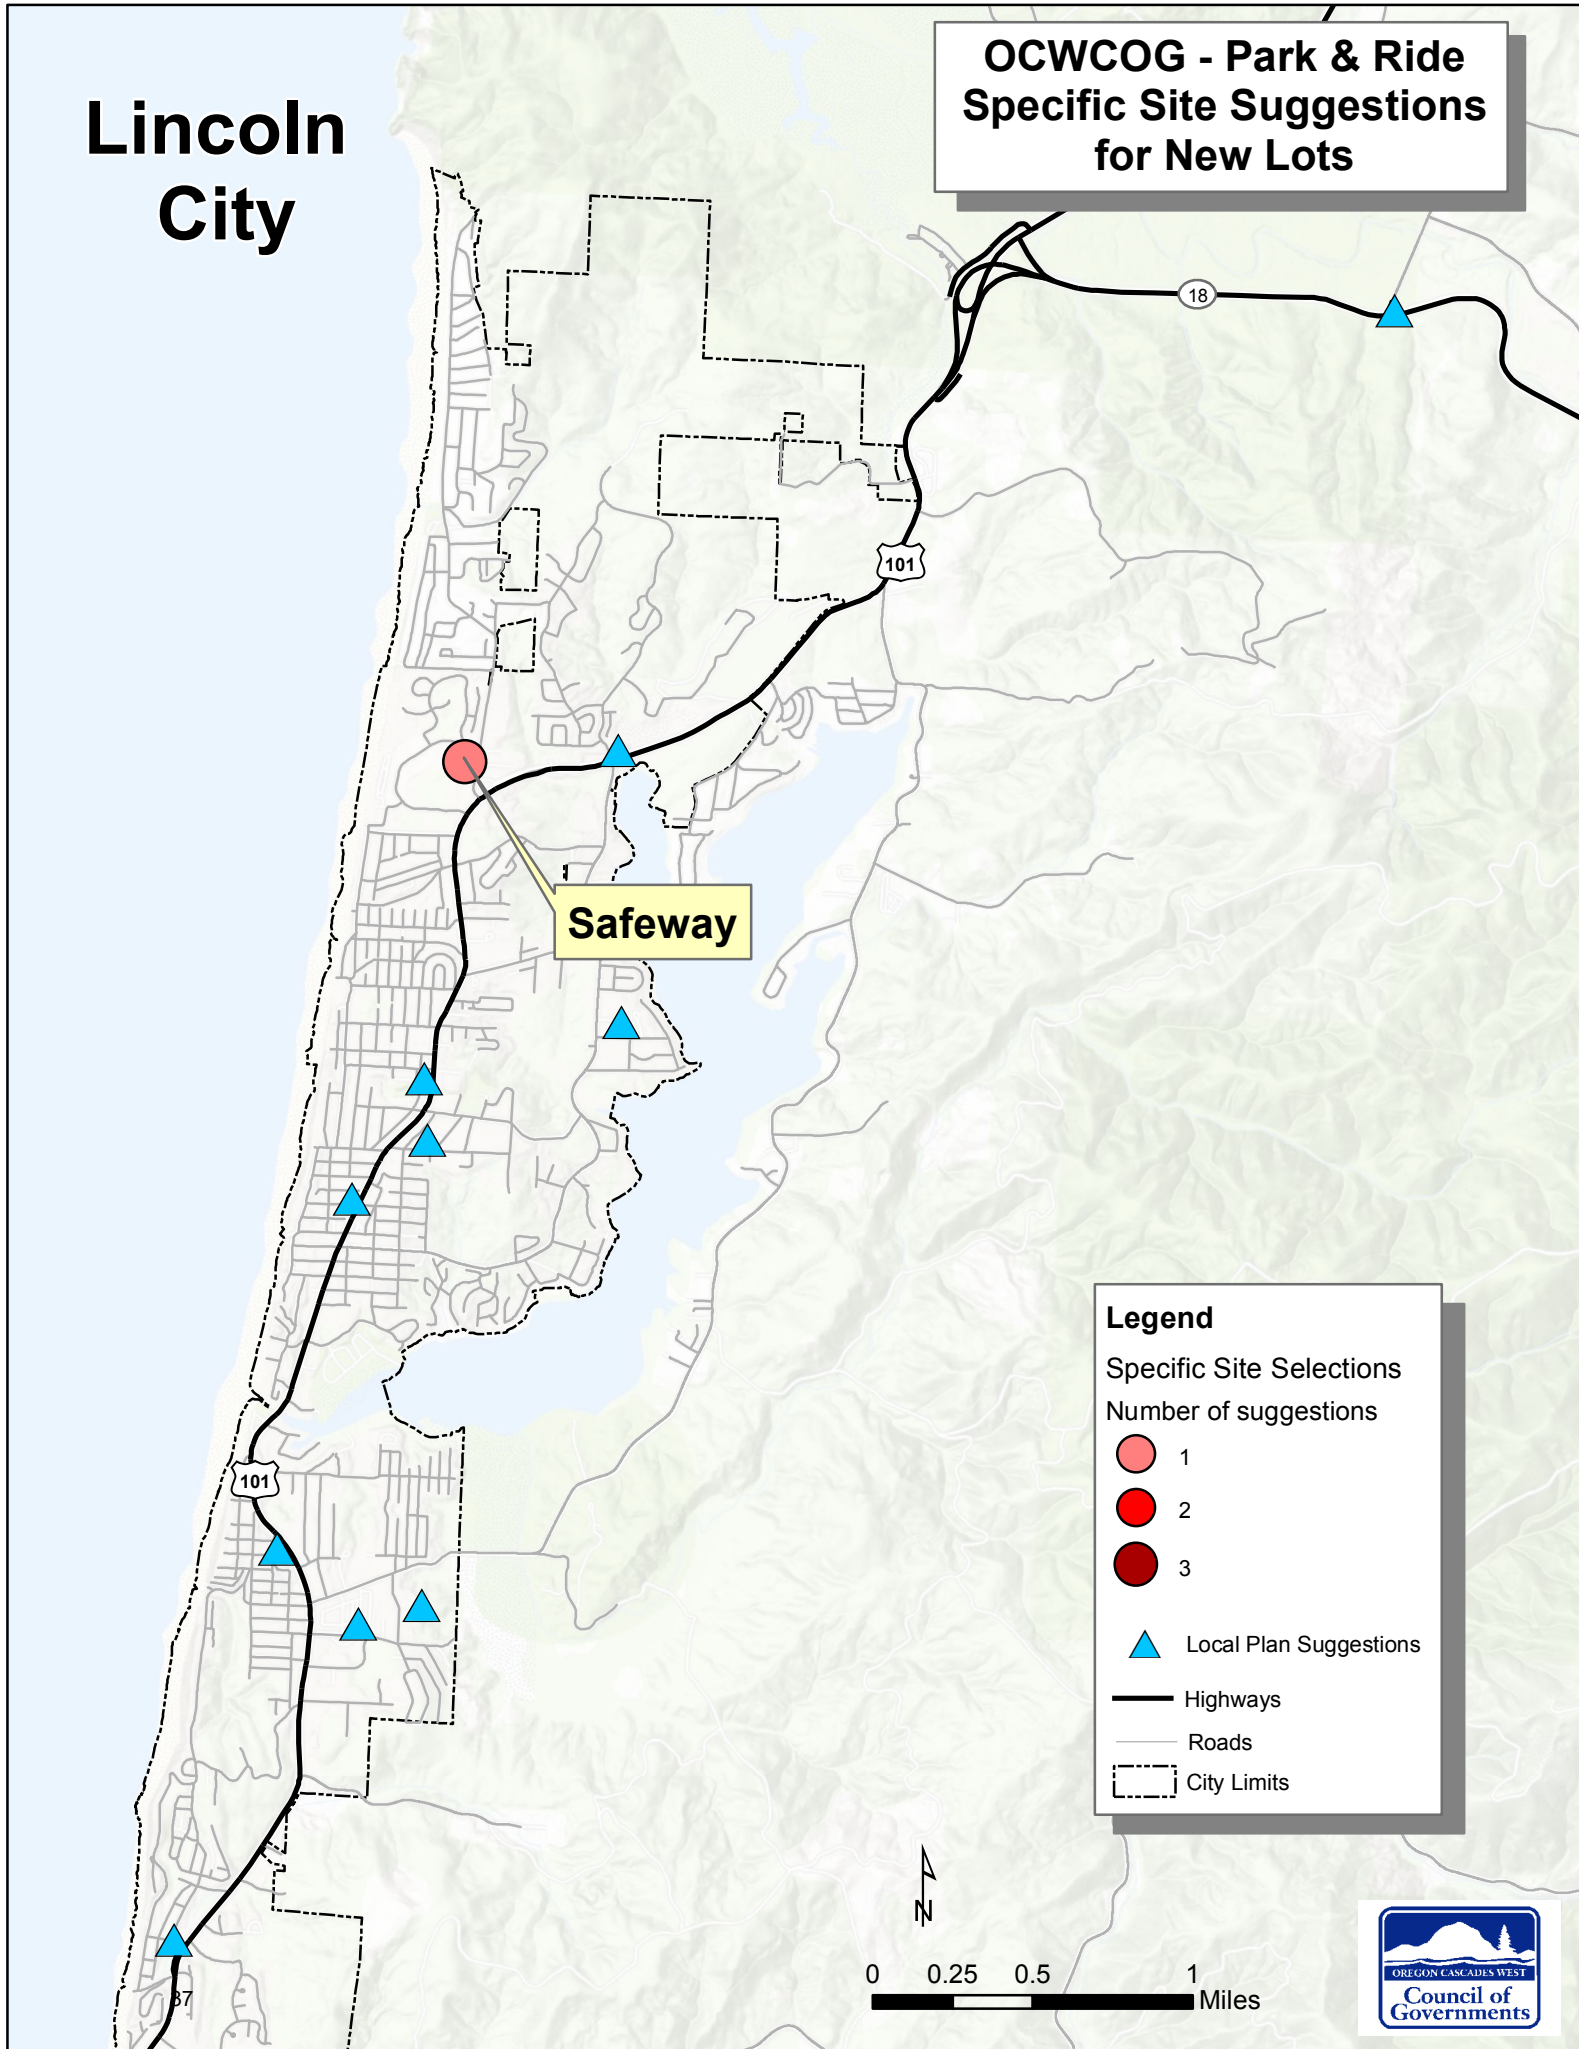 Lincoln
City
OCWCOG - Park & Ride
Specific Site Suggestions
for New Lots
18
101
Safeway
101
Legend
Specific Site Selections
Number of suggestions
1
2
3
Local Plan Suggestions
Highways
Roads
City Limits
N
0 0.25 0.5 1
Miles
37
OREGON CASCADES WEST
Council of
Governments